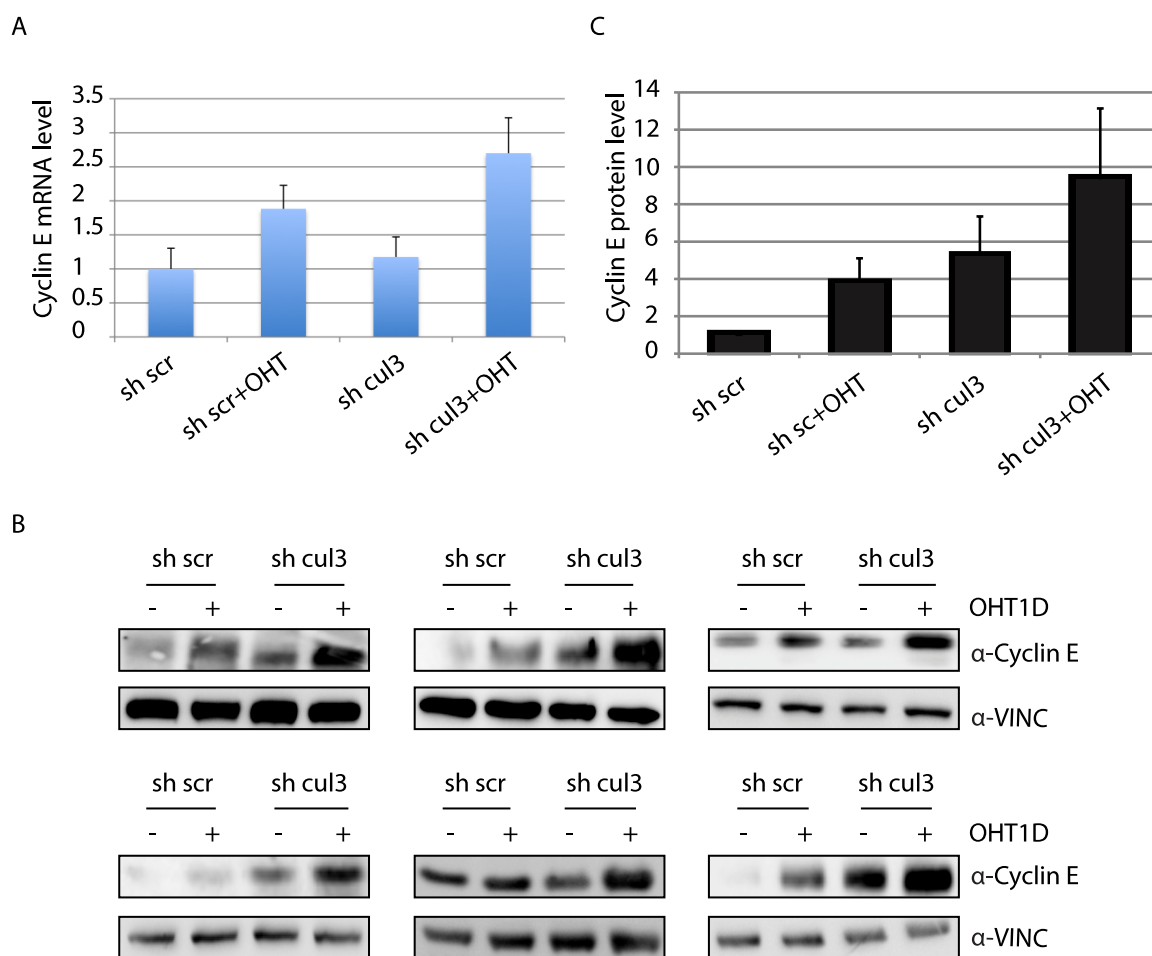 A
Cyclin E mRNA level
3.5
3
2.5
2
1.5
1
0.5
0
sh scr
sh scr+OHT
sh cul3
sh cul3+OHT
C
Cyclin E protein level
14
12
10
8
6
4
2
0
sh scr
sh sc+OHT
sh cul3
sh cul3+OHT
B
sh scr sh cul3 sh scr sh cul3 sh scr sh cul3
- + - + - + - + - + - + OHT1D
α-Cyclin E
α-VINC
sh scr sh cul3 sh scr sh cul3 sh scr sh cul3
- + - + - + - + - + - + OHT1D
α-Cyclin E
α-VINC